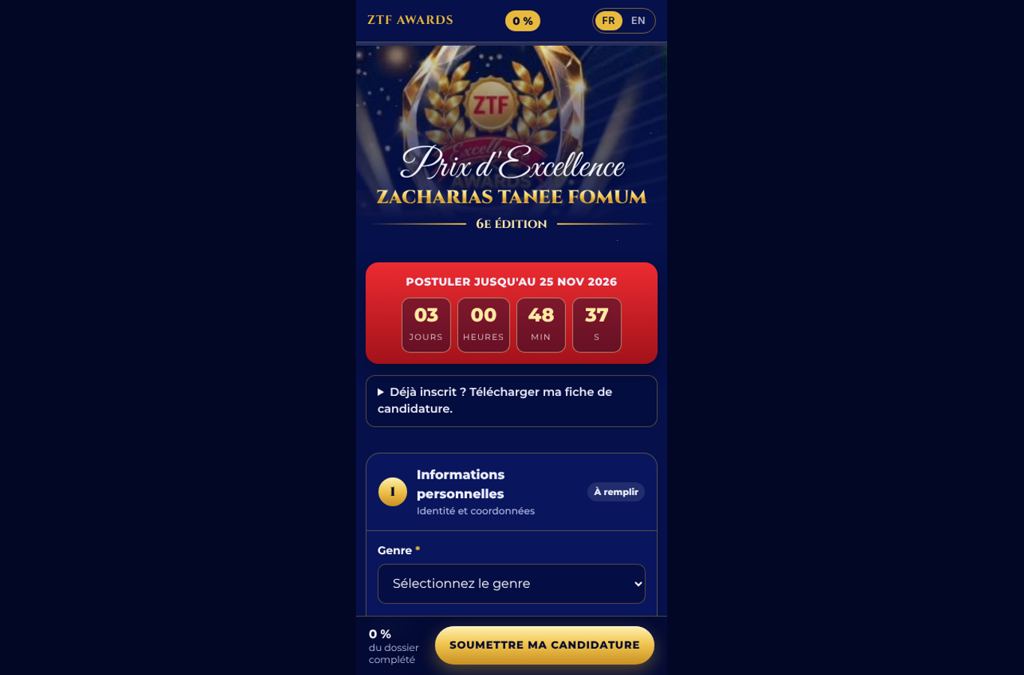 ZTF AWARDS
0 %
FR EN
ZTF
Prix d'Excellence
ZACHARIAS TANEE FOMUM
6E ÉDITION
POSTULER JUSQU'AU 25 NOV 2026
03 00 48 37
JOURS HEURES MIN S
Déjà inscrit ? Télécharger ma fiche de
candidature.
1
Informations
personnelles
Identité et coordonnées
À remplir
Genre *
Sélectionnez le genre
0 %
du dossier
complété
SOUMETTRE MA CANDIDATURE